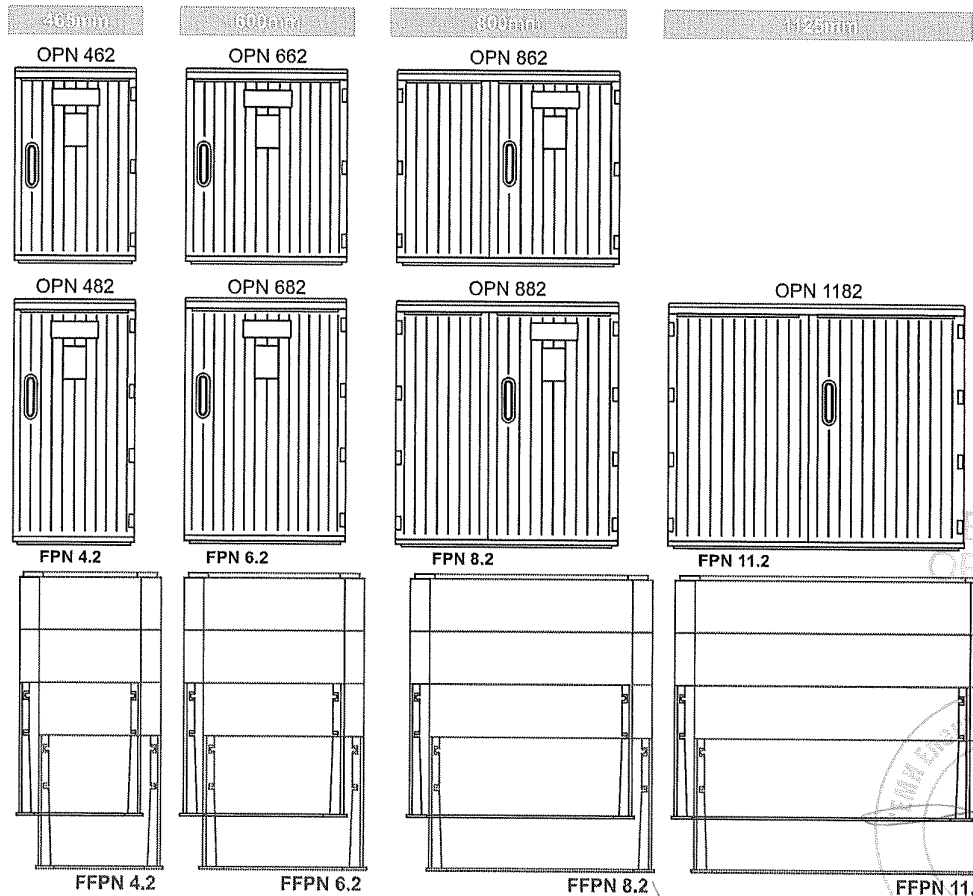 465mm 600mm 800mm 1125mm
OPN 462 OPN 662 OPN 862
OPN 482 OPN 682 OPN 882 OPN 1182
FPN 4.2 FPN 6.2 FPN 8.2 FPN 11.2
FFPN 4.2 FFPN 6.2 FFPN 8.2 FFPN 11.